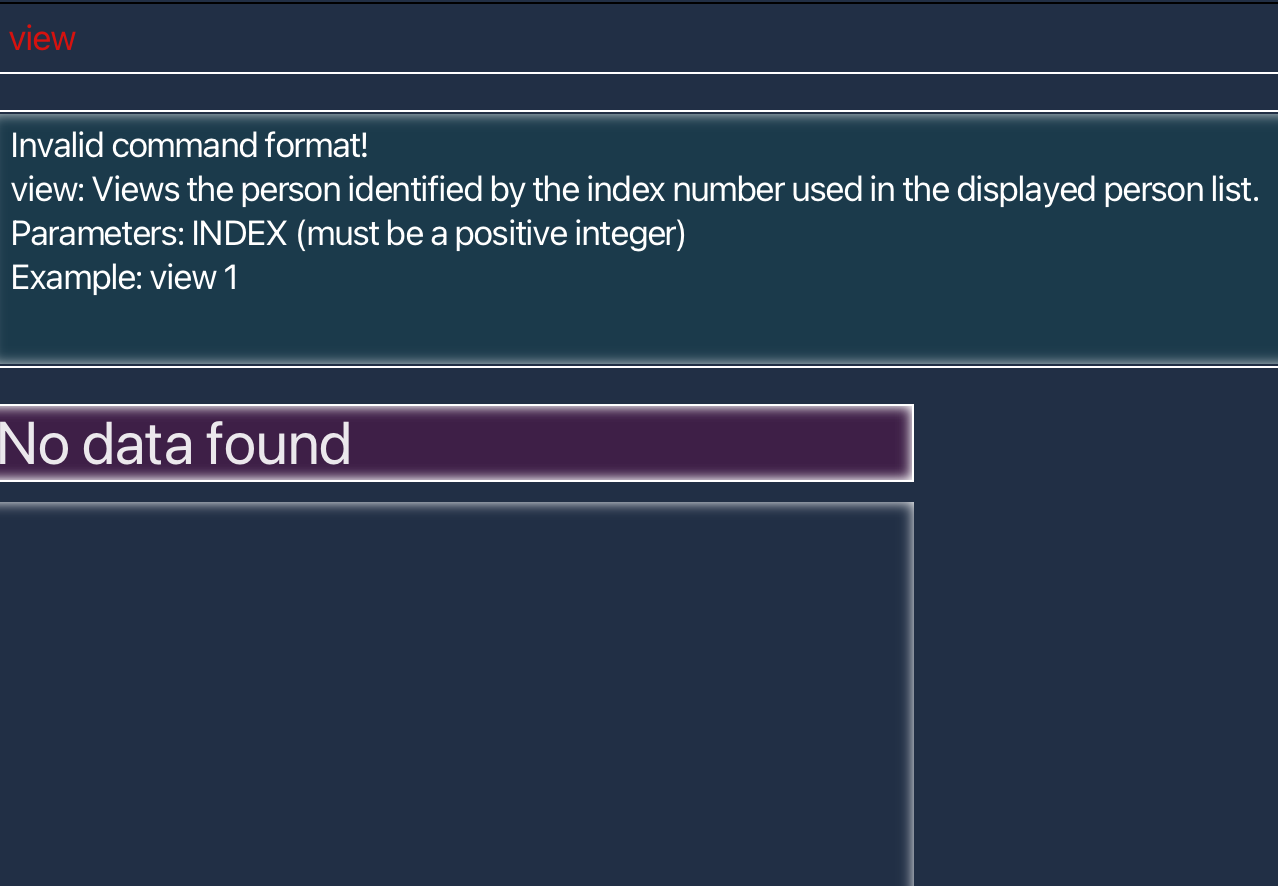 view
Invalid command format!
view: Views the person identified by the index number used in the displayed person list.
Parameters: INDEX (must be a positive integer)
Example: view 1
No data found